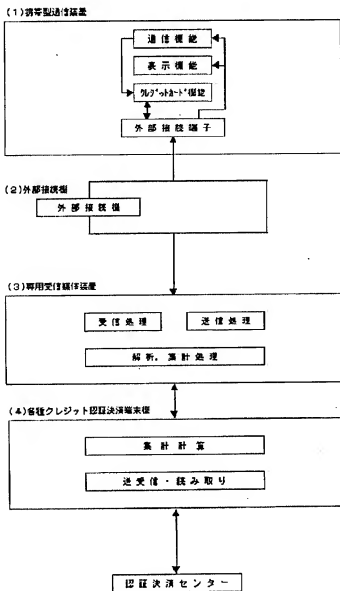 (1)携帯型通信装置
通信機能
表示機能
クレジットカード機能
外部接続端子
(2)外部接続機
外部接続機
(3)専用受信送信装置
受信処理
送信処理
解析,集計処理
(4)各種クレジット認証決済端末機
集計計算
送受信・読み取り
認証決済センター